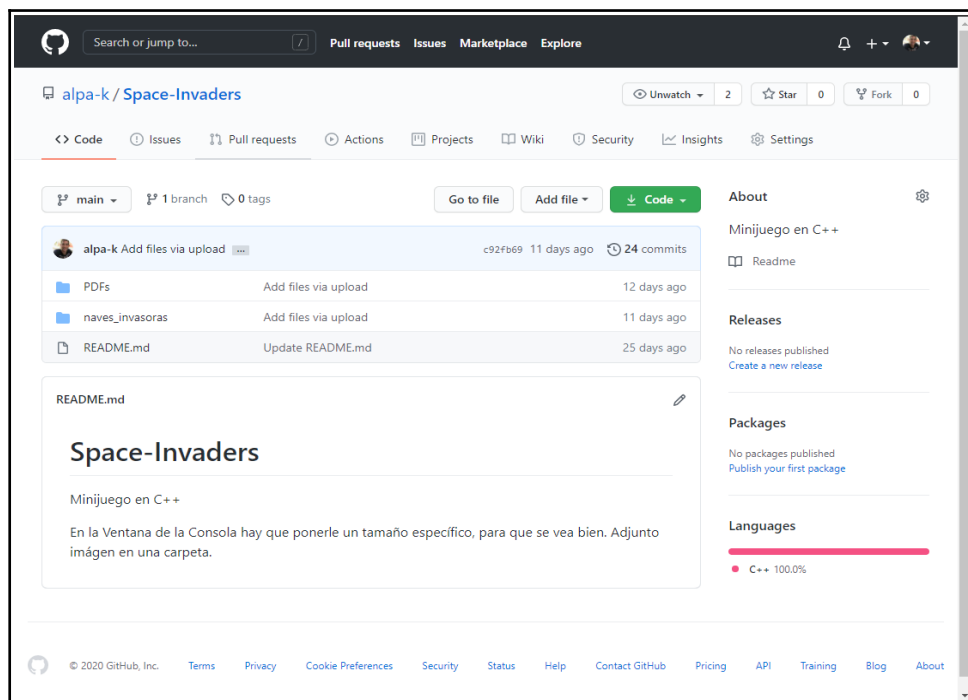 Search or jump to... / Pull requests Issues Marketplace Explore
alpa-k / Space-Invaders Unwatch 2 Star 0 Fork 0
<> Code Issues Pull requests Actions Projects Wiki Security Insights Settings
main 1 branch 0 tags Go to file Add file Code
alpa-k Add files via upload ... c92fb69 11 days ago 24 commits
PDFs Add files via upload 12 days ago
naves_invasoras Add files via upload 11 days ago
README.md Update README.md 25 days ago
README.md
Space-Invaders
Minijuego en C++
En la Ventana de la Consola hay que ponerle un tamaño específico, para que se vea bien. Adjunto
imágen en una carpeta.
About
Minijuego en C++
Readme
Releases
No releases published
Create a new release
Packages
No packages published
Publish your first package
Languages
C++ 100.0%
© 2020 GitHub, Inc. Terms Privacy Cookie Preferences Security Status Help Contact GitHub Pricing API Training Blog About